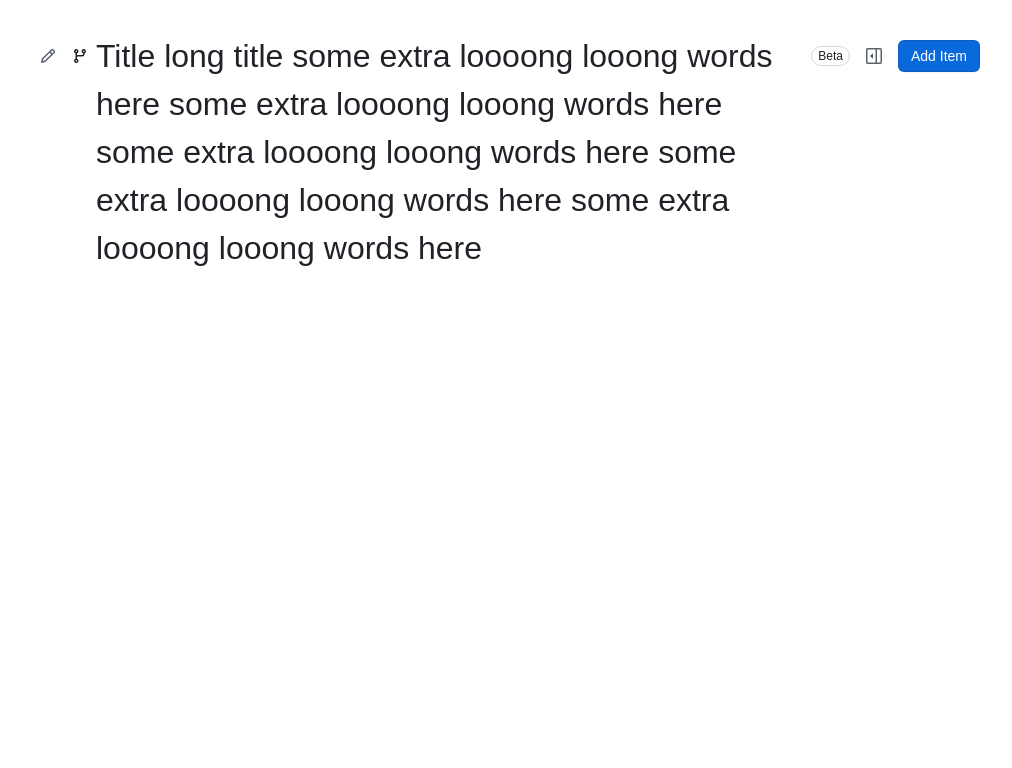 Title long title some extra loooong looong words
here some extra loooong looong words here
some extra loooong looong words here some
extra loooong looong words here some extra
loooong looong words here
Beta
Add Item